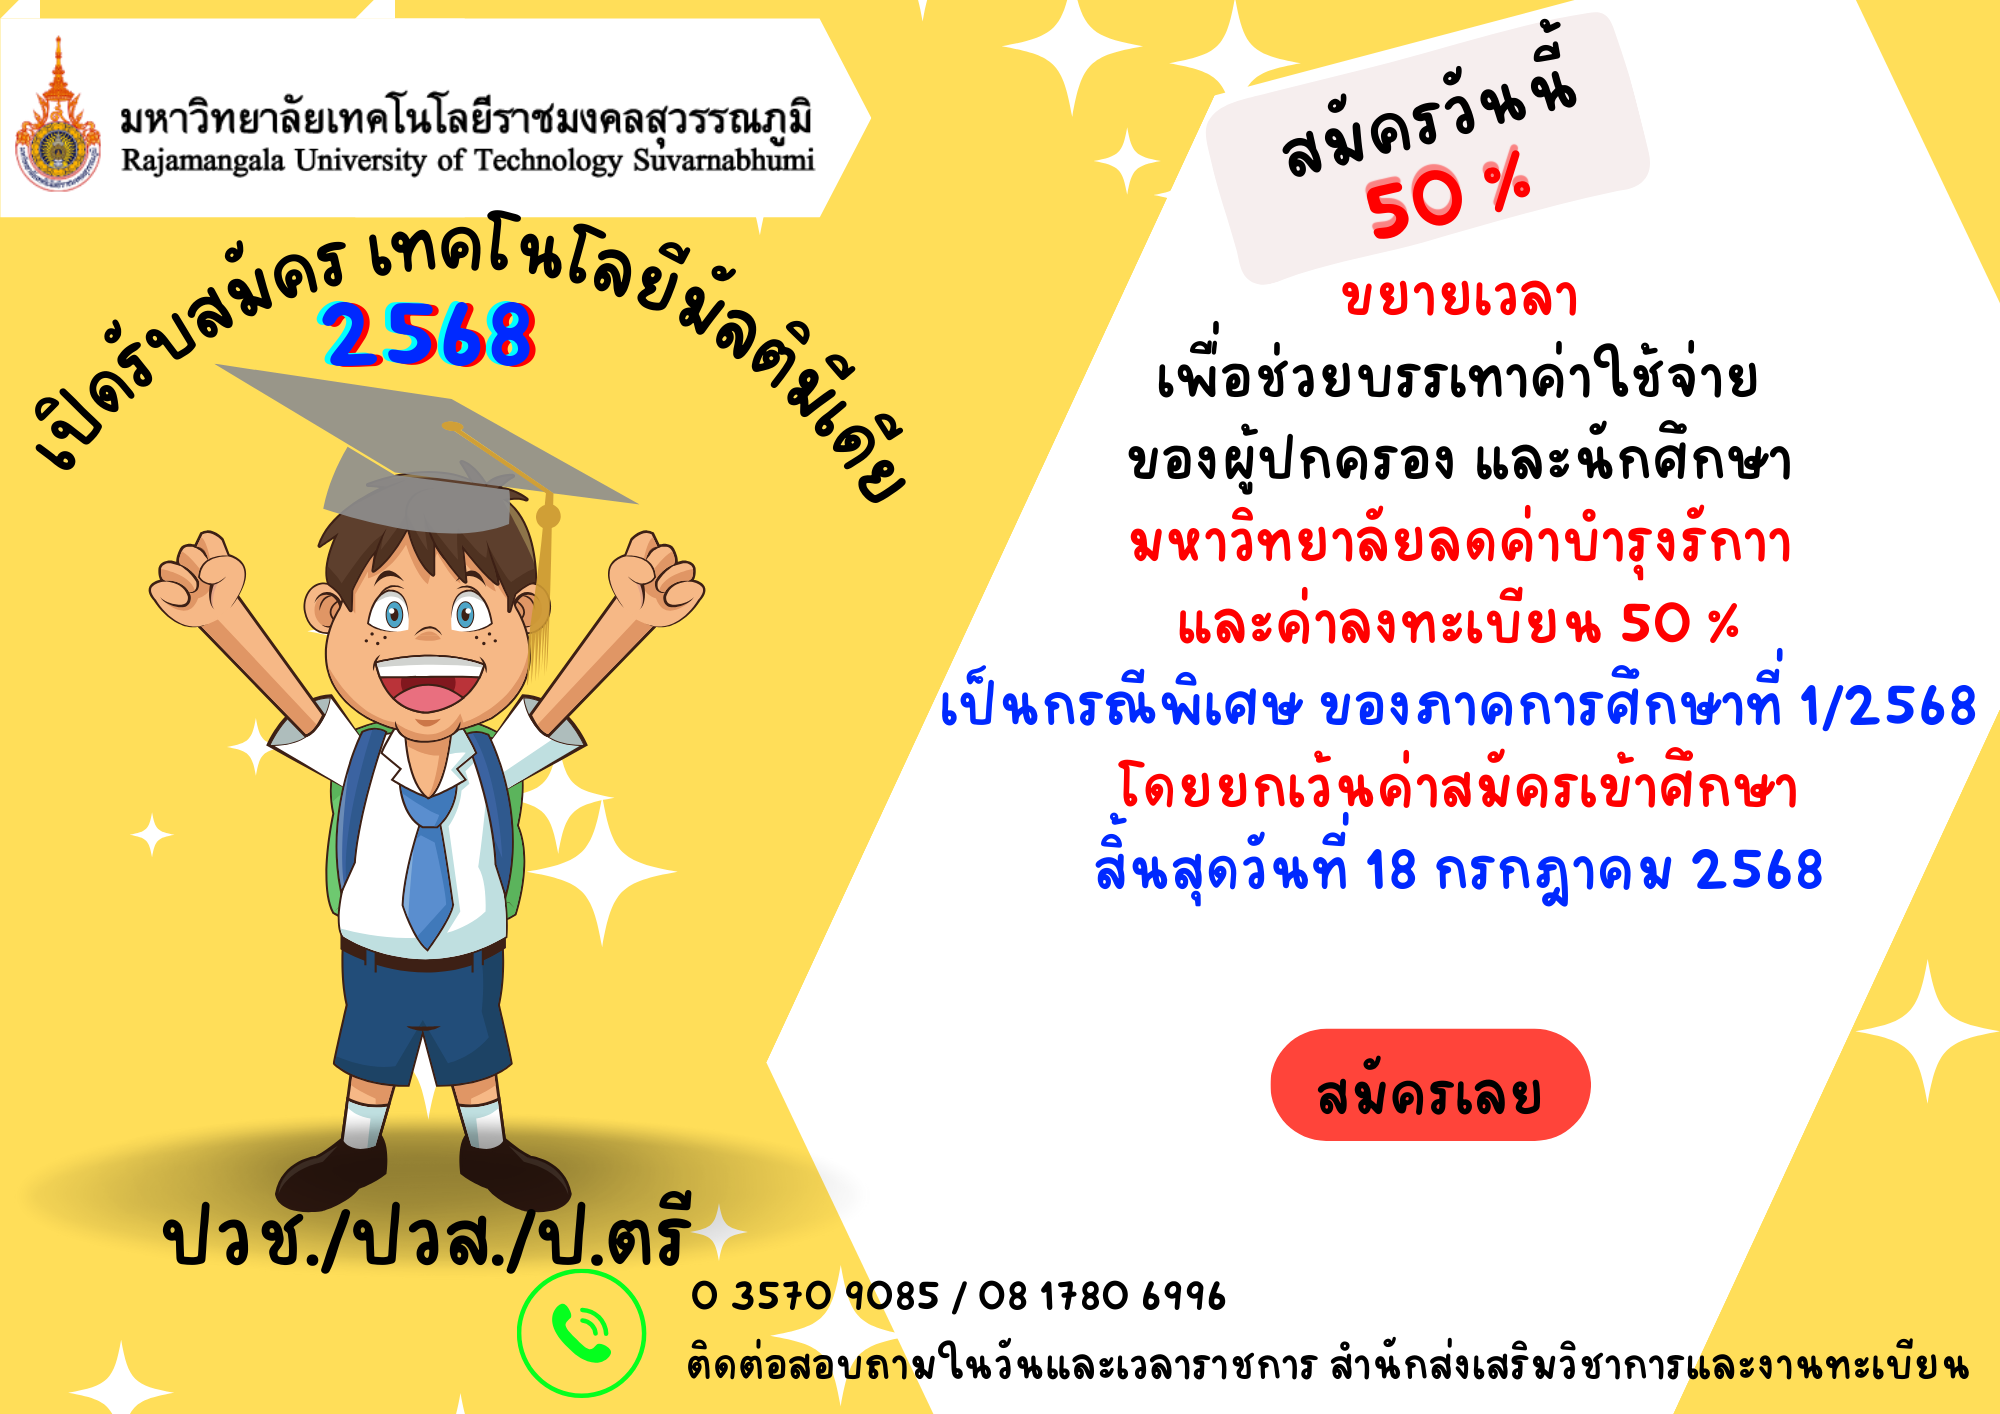 มหาวิทยาลัยเทคโนโลยีราชมงคลสุวรรณภูมิ
Rajamangala University of Technology Suvarnabhumi
เปิดรับสมัคร เทคโนโลยีมัลติมีเดีย
2568
ปวช./ปวส./ป.ตรี
สมัครวันนี้
50 %
ขยายเวลา
เพื่อช่วยบรรเทาค่าใช้จ่าย
ของผู้ปกครอง และนักศึกษา
มหาวิทยาลัยลดค่าบำรุงรักาา
และค่าลงทะเบียน 50 %
เป็นกรณีพิเศษ ของภาคการศึกษาที่ 1/2568
โดยยกเว้นค่าสมัครเข้าศึกษา
สิ้นสุดวันที่ 18 กรกฎาคม 2568
สมัครเลย
0 3570 9085 / 08 1780 6996
ติดต่อสอบถามในวันและเวลาราชการ สำนักส่งเสริมวิชาการและงานทะเบียน